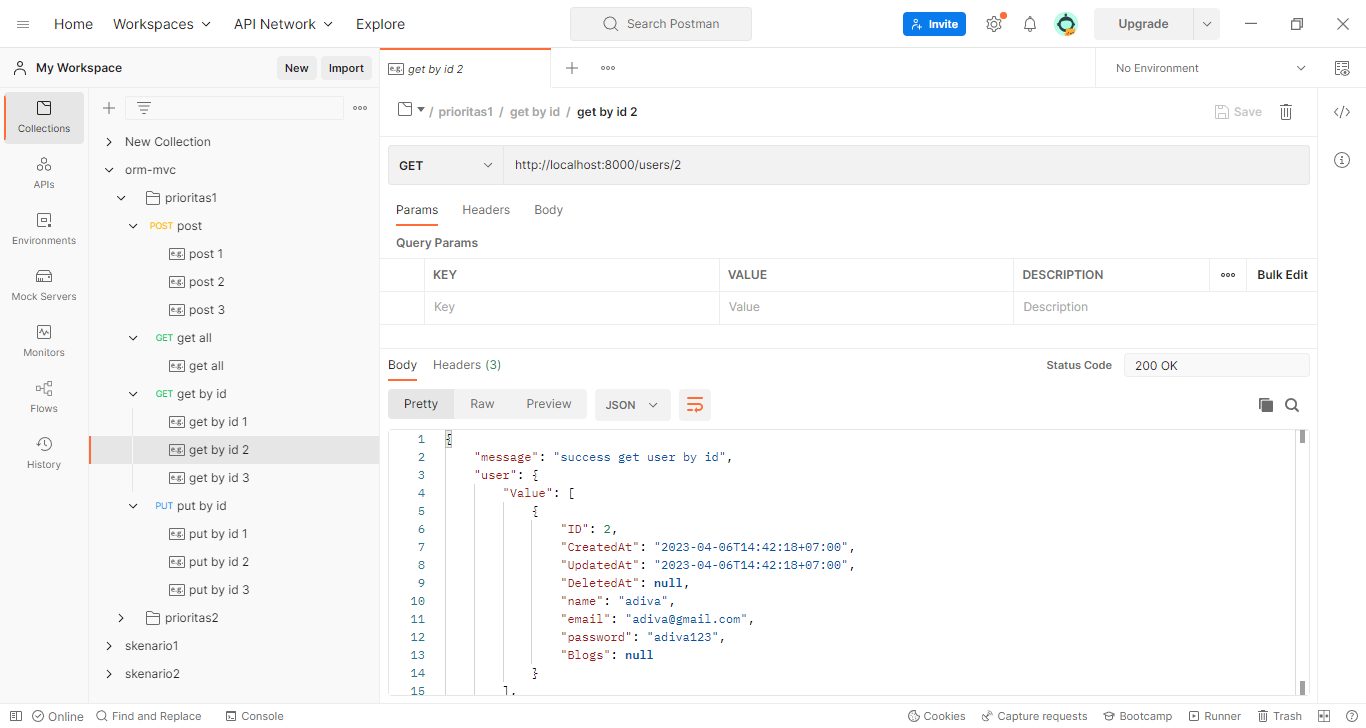 Home Workspaces API Network Explore Search Postman Invite Upgrade
My Workspace New Import
Collections
APIs
Environments
Mock Servers
Monitors
Flows
History
New Collection
orm-mvc
prioritas1
POST post
e.g. post 1
e.g. post 2
e.g. post 3
GET get all
e.g. get all
GET get by id
e.g. get by id 1
e.g. get by id 2
e.g. get by id 3
PUT put by id
e.g. put by id 1
e.g. put by id 2
e.g. put by id 3
prioritas2
skenario1
skenario2
e.g. get by id 2 No Environment
/ prioritas1 / get by id / get by id 2 Save
GET http://localhost:8000/users/2
Params Headers Body
Query Params
KEY VALUE DESCRIPTION Bulk Edit
Key Value Description
Body Headers (3) Status Code 200 OK
Pretty Raw Preview JSON
1 {
2 "message": "success get user by id",
3 "user": {
4 "Value": [
5 {
6 "ID": 2,
7 "CreatedAt": "2023-04-06T14:42:18+07:00",
8 "UpdatedAt": "2023-04-06T14:42:18+07:00",
9 "DeletedAt": null,
10 "name": "adiva",
11 "email": "adiva@gmail.com",
12 "password": "adiva123",
13 "Blogs": null
14 }
15 ],
Online Find and Replace Console Cookies Capture requests Bootcamp Runner Trash